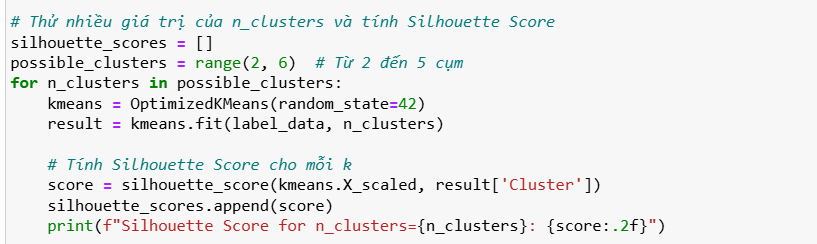 # Thử nhiều giá trị của n_clusters và tính Silhouette Score
silhouette_scores = []
possible_clusters = range(2, 6)  # Từ 2 đến 5 cụm
for n_clusters in possible_clusters:
    kmeans = OptimizedKMeans(random_state=42)
    result = kmeans.fit(label_data, n_clusters)

    # Tính Silhouette Score cho mỗi k
    score = silhouette_score(kmeans.X_scaled, result['Cluster'])
    silhouette_scores.append(score)
    print(f"Silhouette Score for n_clusters={n_clusters}: {score:.2f}")